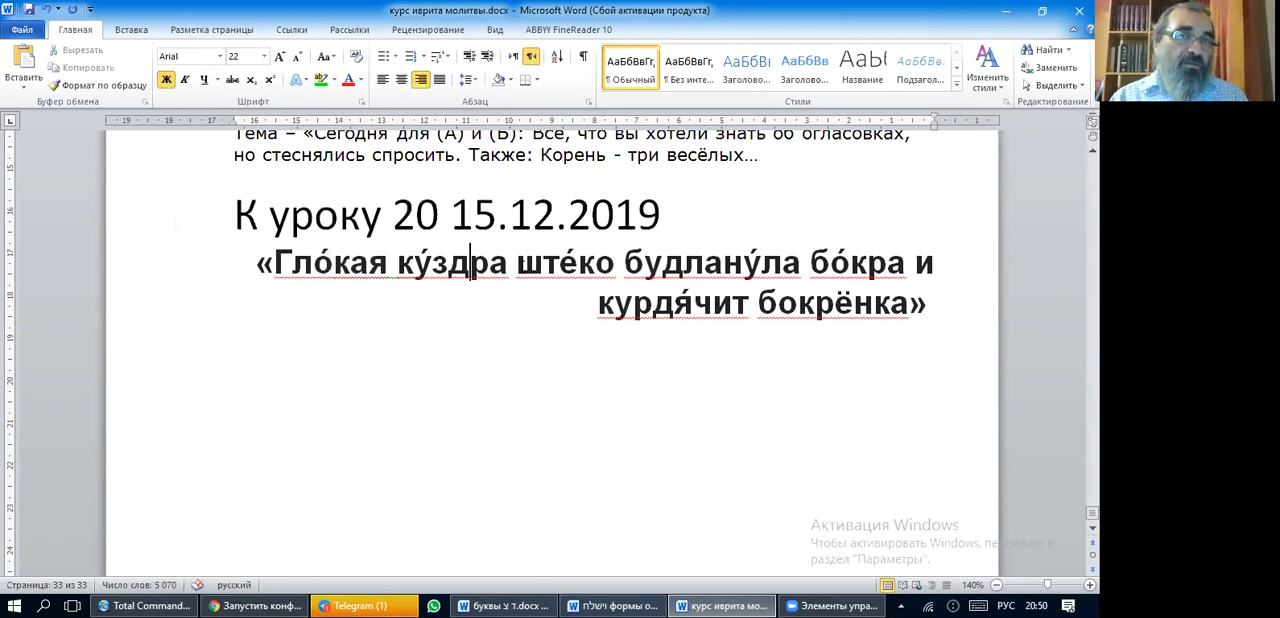 курс иврита молитвы.docx - Microsoft Word (Сбой активации продукта)
Файл Главная Вставка Разметка страницы Ссылки Рассылки Рецензирование Вид ABBYY FineReader 10
Вставить
Вырезать
Копировать
Формат по образцу
Буфер обмена
Arial 22
Шрифт
Абзац
АаБбВвГг, АаБбВвГг, АаБбVв АаБбВв АаБ АаБбВвГг,
¶ Обычный ¶ Без инте... Заголово... Заголово... Название Подзагол...
Стили
Изменить стили
Найти
Заменить
Выделить
Редактирование
Тема – «Сегодня для (А) и (Б): Все, что вы хотели знать об огласовках,
но стеснялись спросить. Также: Корень - три весёлых…
К уроку 20 15.12.2019
«Гло́кая ку́здра ште́ко будлану́ла бо́кра и
курдя́чит бокрёнка»
Активация Windows
Чтобы активировать Windows, перейдите в
раздел "Параметры".
Страница: 33 из 33 Число слов: 5 070 русский 140%
Total Command... Запустить конф... Telegram (1) буквы ד צ.docx ... וישלח формы о... курс иврита мо... Элементы упра... РУС 20:50